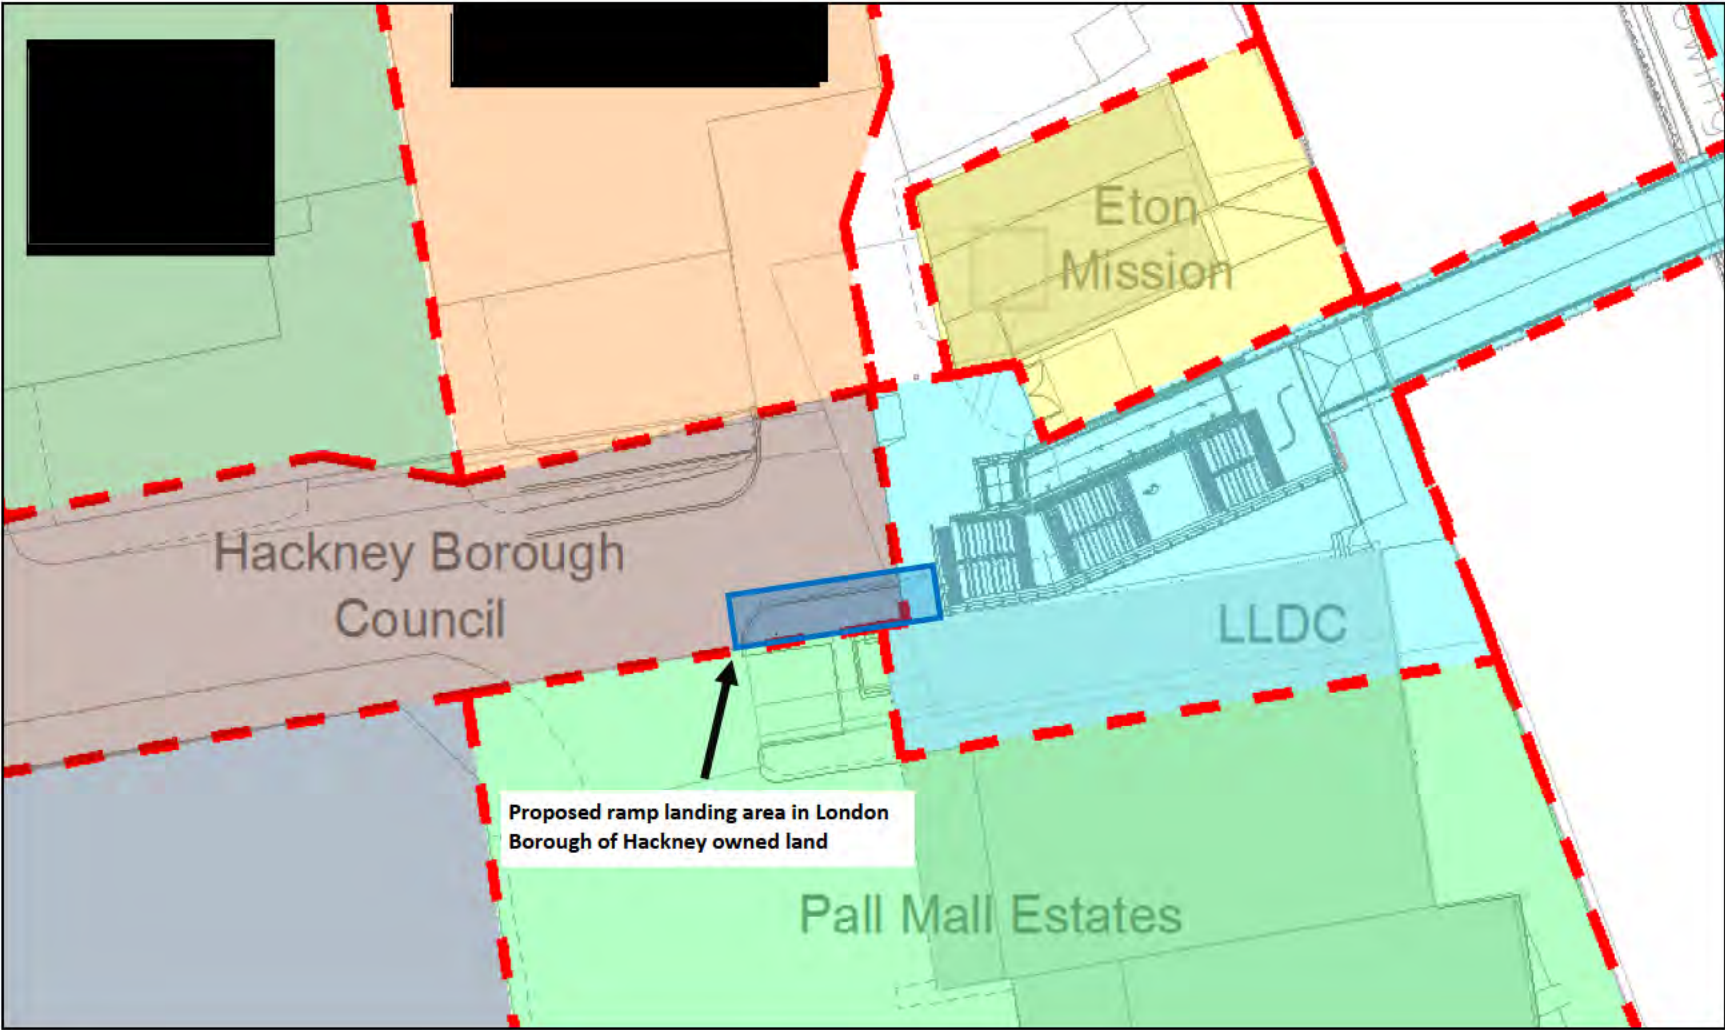 Eton
Mission
Hackney Borough
Council
LLDC
Proposed ramp landing area in London
Borough of Hackney owned land
Pall Mall Estates